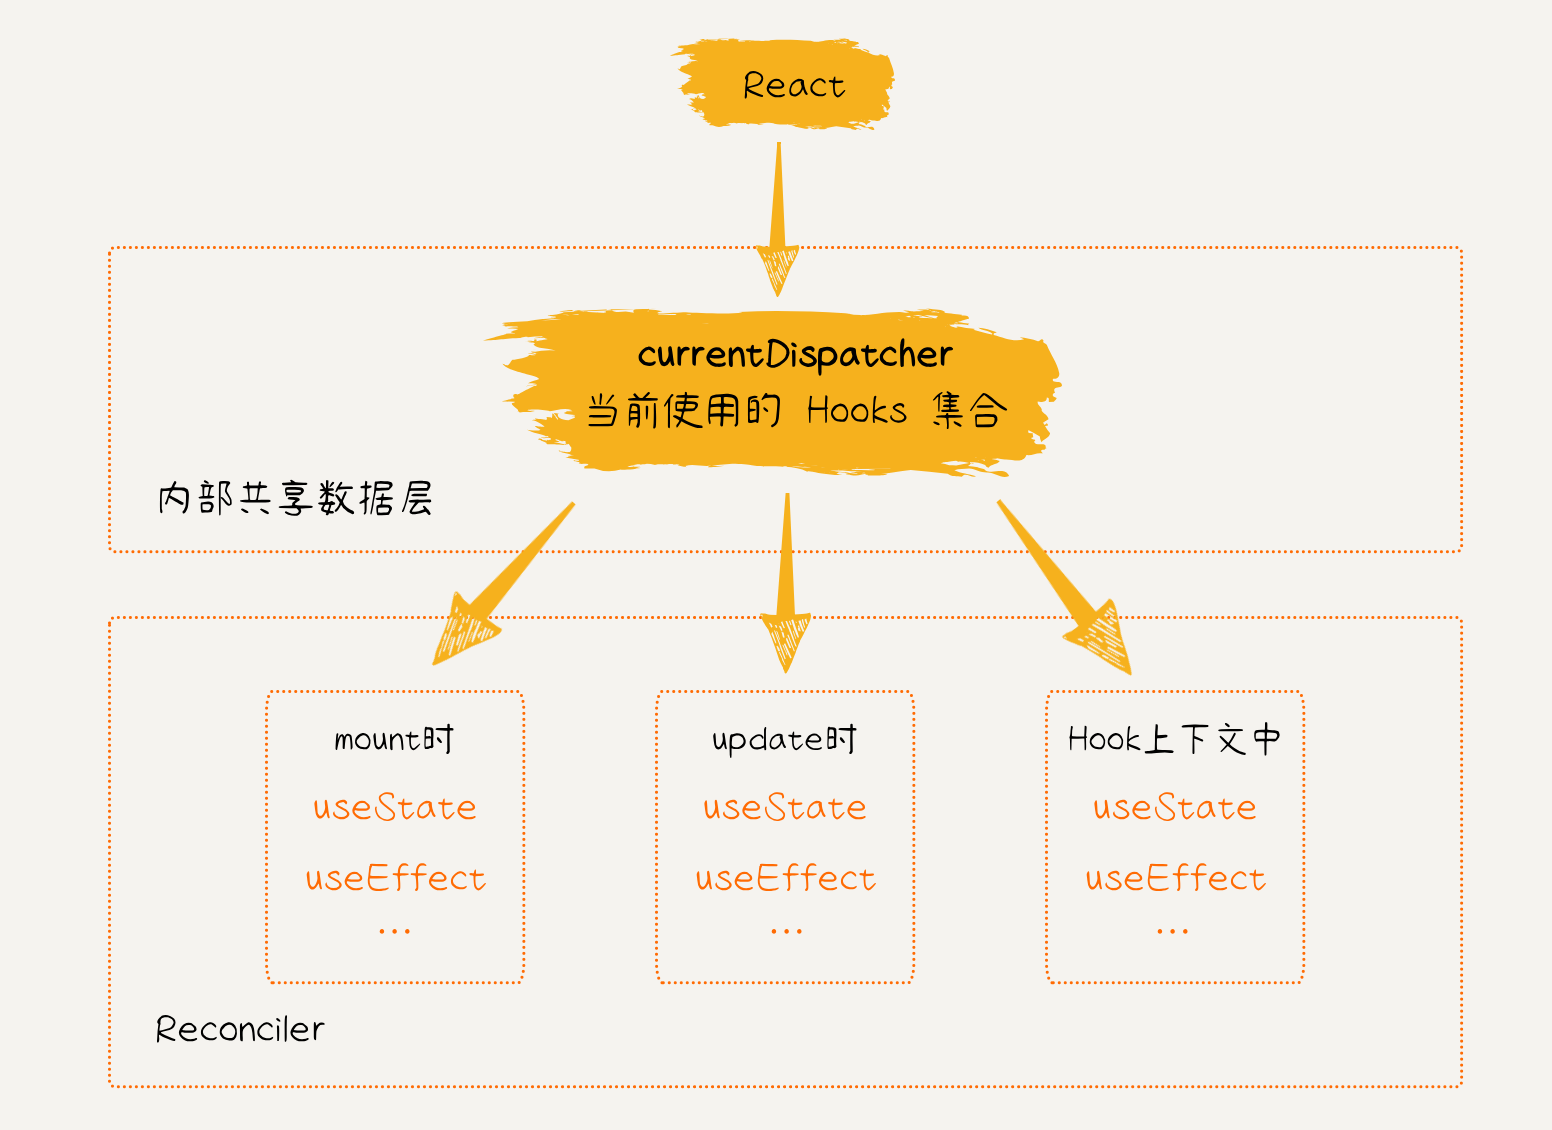 React
currentDispatcher
当前使用的 Hooks 集合
内部共享数据层
mount时
useState
useEffect
...
update时
useState
useEffect
...
Hook上下文中
useState
useEffect
...
Reconciler